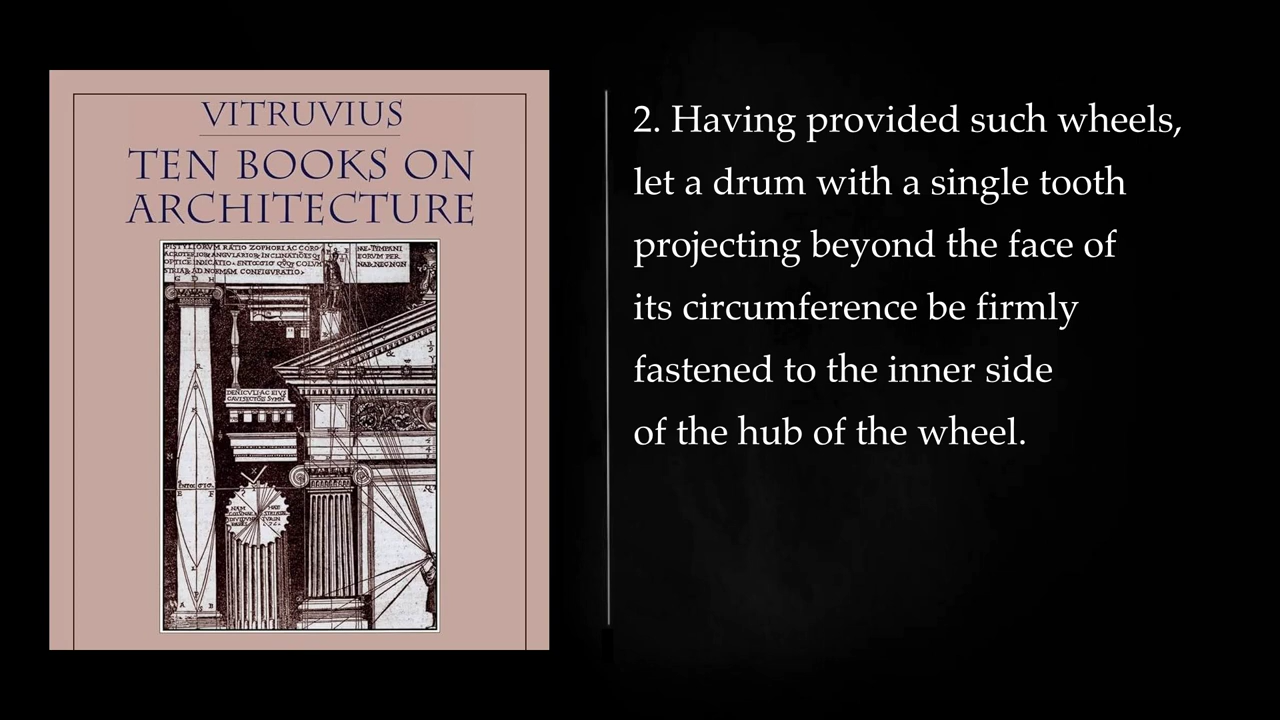 VITRUVIUS
TEN BOOKS ON
ARCHITECTURE
2. Having provided such wheels,
let a drum with a single tooth
projecting beyond the face of
its circumference be firmly
fastened to the inner side
of the hub of the wheel.